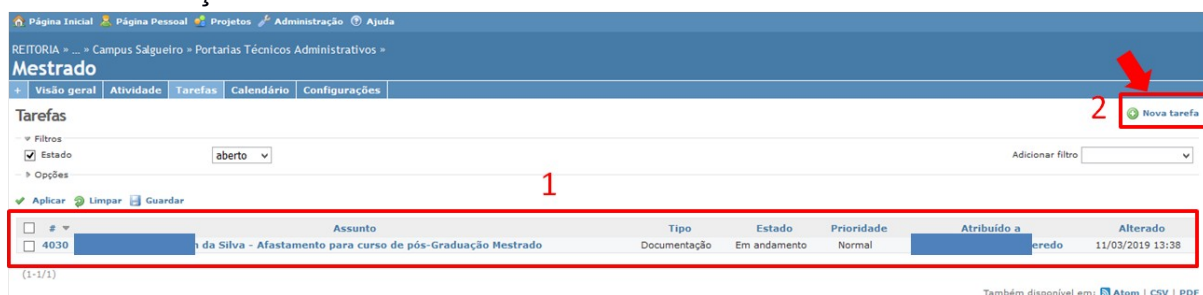 Página Inicial Página Pessoal Projetos Administração Ajuda
REITORIA » ... » Campus Salgueiro » Portarias Técnicos Administrativos »
Mestrado
+ Visão geral Atividade Tarefas Calendário Configurações
Tarefas
2 Nova tarefa
Filtros
Estado aberto Adicionar filtro
Opções
1
Aplicar Limpar Guardar
# Assunto Tipo Estado Prioridade Atribuído a Alterado
4030 da Silva - Afastamento para curso de pós-Graduação Mestrado Documentação Em andamento Normal eredo 11/03/2019 13:38
(1-1/1)
Também disponível em: Atom | CSV | PDF